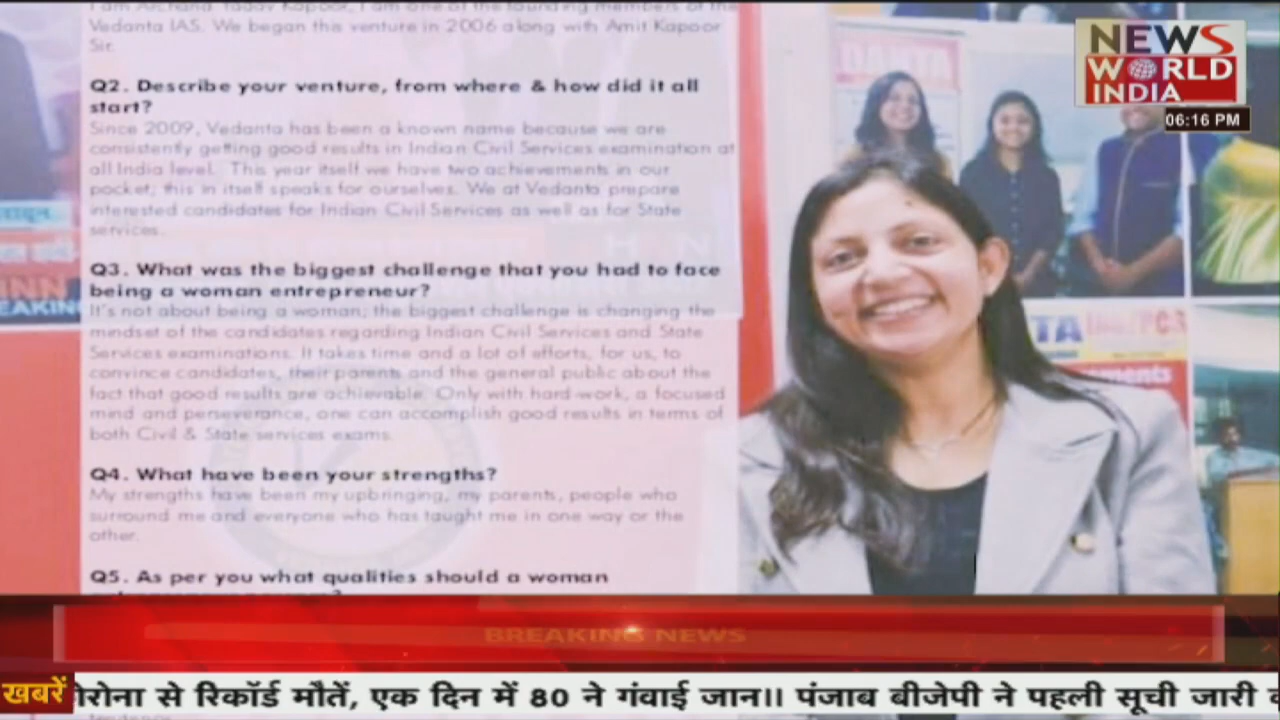 I am Archana Yadav Kapoor, I am one of the founding members of the
Vedanta IAS. We began this venture in 2006 along with Amit Kapoor
Sir.
Q2. Describe your venture, from where & how did it all
start?
Since 2009, Vedanta has been a known name because we are
consistently getting good results in Indian Civil Services examination at
all India level. This year itself we have two achievements in our
pocket; this in itself speaks for ourselves. We at Vedanta prepare
interested candidates for Indian Civil Services as well as for State
services.
Q3. What was the biggest challenge that you had to face
being a woman entrepreneur?
It's not about being a woman; the biggest challenge is changing the
mindset of the candidates regarding Indian Civil Services and State
Services examinations. It takes time and a lot of efforts, for us, to
convince candidates, their parents and the general public about the
fact that good results are achievable. Only with hard-work, a focused
mind and perseverance, one can accomplish good results in terms of
both Civil & State services exams.
Q4. What have been your strengths?
My strengths have been my upbringing, my parents, people who
surround me and everyone who has taught me in one way or the
other.
Q5. As per you what qualities should a woman
NEWS
WORLD
INDIA
06:16 PM
BREAKING NEWS
खबरें
से रिकॉर्ड मौतें, एक दिन में 80 ने गंवाई जान।। पंजाब बीजेपी ने पहली सूची जारी